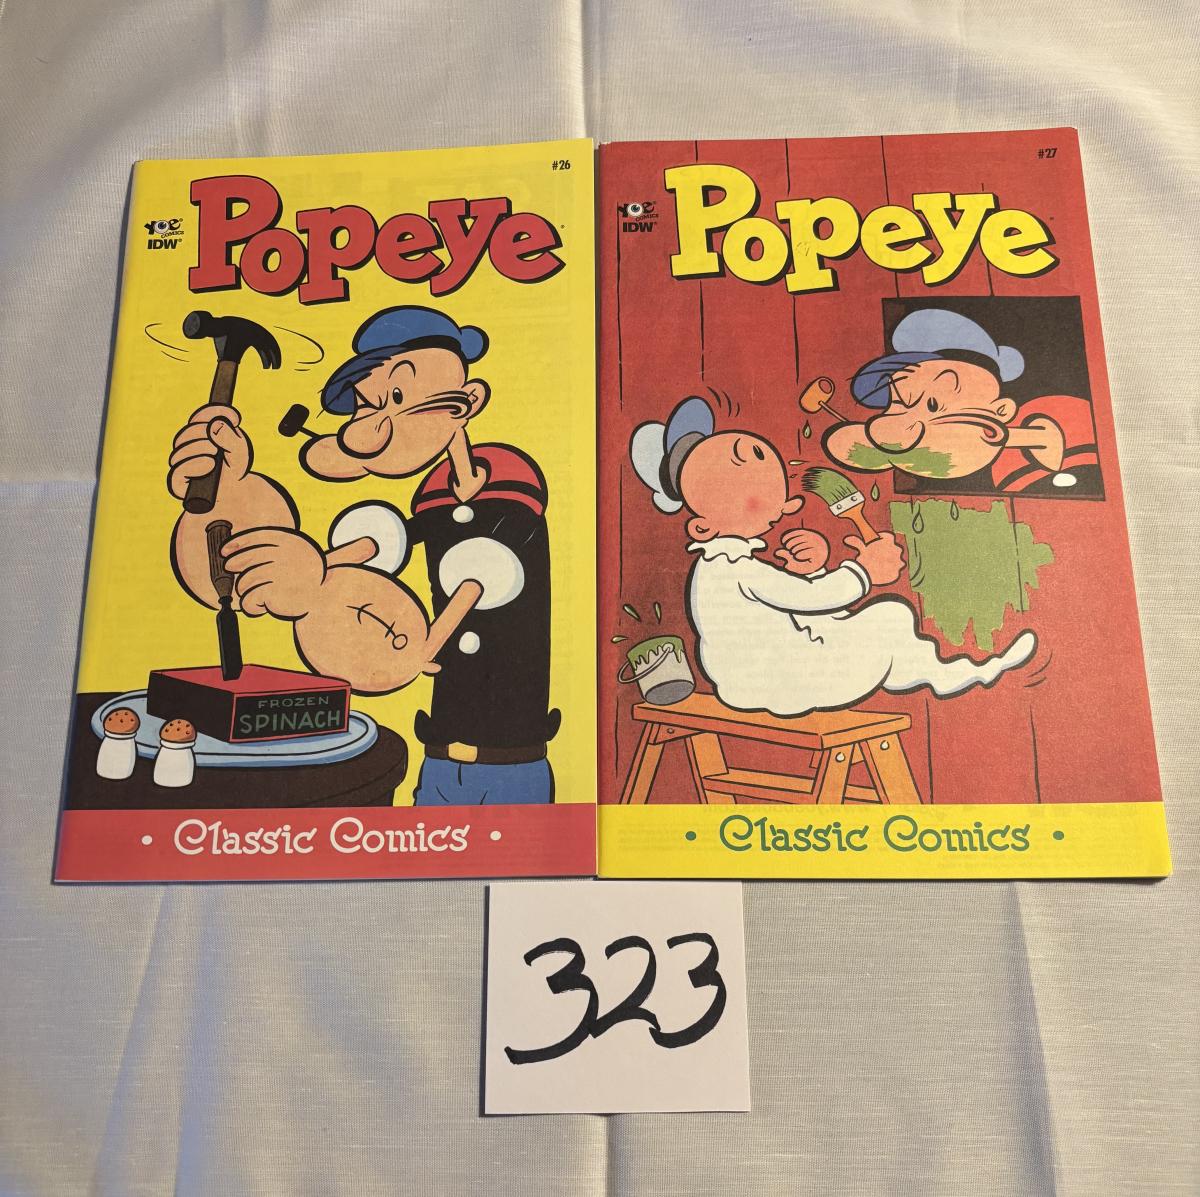 #26
YOE®
COMICS
IDW®
Popeye
FROZEN
SPINACH
• Classic Comics •
#27
YOE®
COMICS
IDW®
Popeye
• Classic Comics •
323